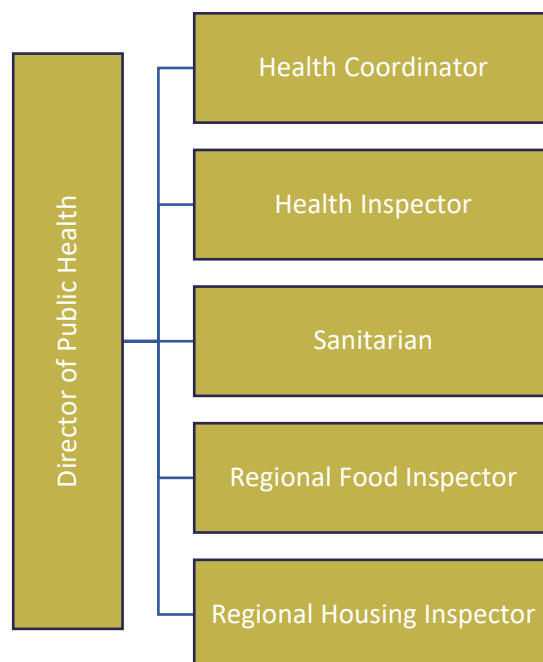 Director of Public Health
Health Coordinator
Health Inspector
Sanitarian
Regional Food Inspector
Regional Housing Inspector